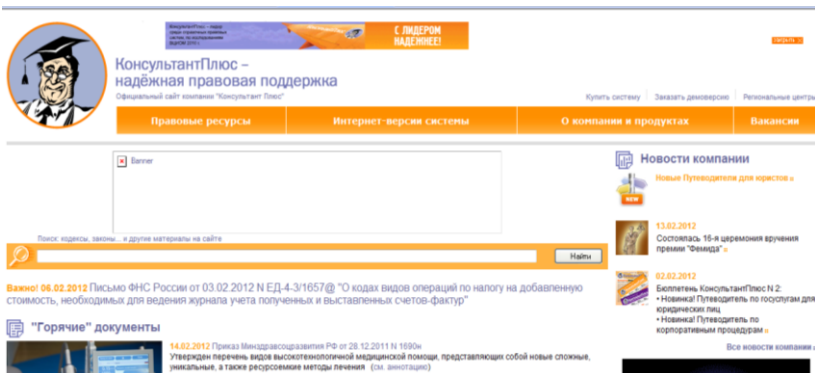 С ЛИДЕРОМ
НАДЕЖНЕЕ!
КонсультантПлюс –
надёжная правовая поддержка
Официальный сайт компании "Консультант Плюс"
Купить систему
Заказать демоверсию
Региональные центры
Правовые ресурсы
Интернет-версии системы
О компании и продуктах
Вакансии
Banner
Поиск: кодексы, законы... и другие материалы на сайте
Найти
Важно! 06.02.2012 Письмо ФНС России от 03.02.2012 N ЕД-4-3/1657@ "О кодах видов операций по налогу на добавленную
стоимость, необходимых для ведения журнала учета полученных и выставленных счетов-фактур"
"Горячие" документы
14.02.2012 Приказ Минздравсоцразвития РФ от 28.12.2011 N 1690н
Утвержден перечень видов высокотехнологичной медицинской помощи, представляющих собой новые сложные,
уникальные, а также ресурсоемкие методы лечения (см. аннотацию)
Новости компании
Новые Путеводители для юристов »
NEW
13.02.2012
Состоялась 16-я церемония вручения
премии "Фемида" »
02.02.2012
Бюллетень КонсультантПлюс N 2:
• Новинка! Путеводитель по госуслугам для
юридических лиц
• Новинка! Путеводитель по
корпоративным процедурам »
Все новости компании »